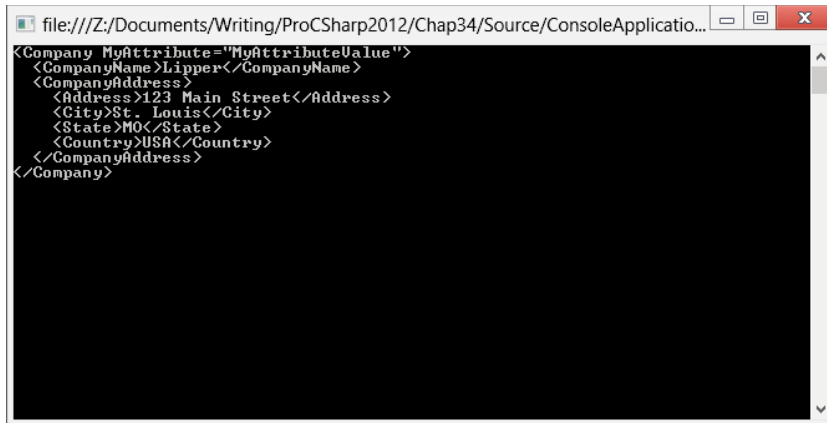 file:///Z:/Documents/Writing/ProCSharp2012/Chap34/Source/ConsoleApplicatio...
<Company MyAttribute="MyAttributeValue">
  <CompanyName>Lipper</CompanyName>
  <CompanyAddress>
    <Address>123 Main Street</Address>
    <City>St. Louis</City>
    <State>MO</State>
    <Country>USA</Country>
  </CompanyAddress>
</Company>